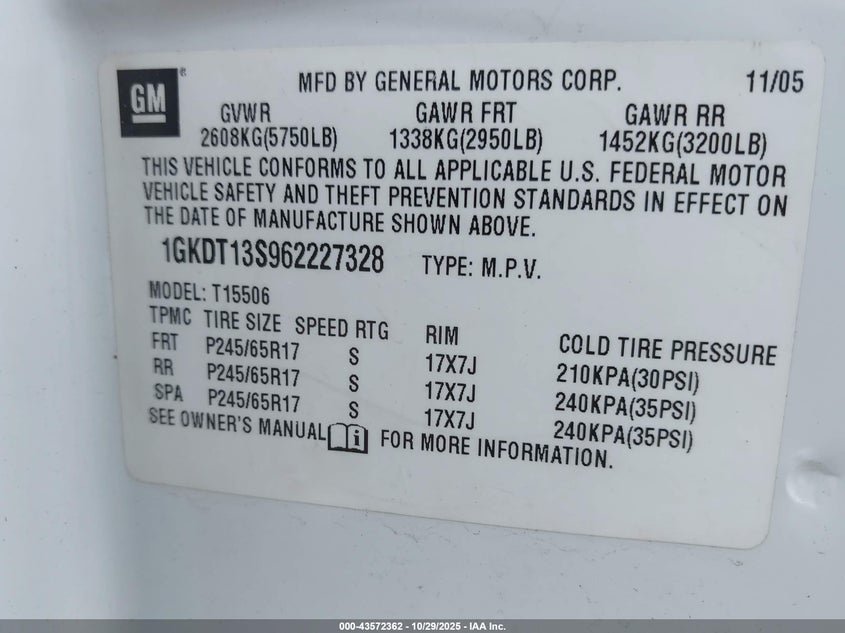 GM ® MFD BY GENERAL MOTORS CORP. 11/05
GVWR GAWR FRT GAWR RR
2608KG(5750LB) 1338KG(2950LB) 1452KG(3200LB)
THIS VEHICLE CONFORMS TO ALL APPLICABLE U.S. FEDERAL MOTOR
VEHICLE SAFETY AND THEFT PREVENTION STANDARDS IN EFFECT ON
THE DATE OF MANUFACTURE SHOWN ABOVE.
1GKDT13S962227328 TYPE: M.P.V.
MODEL: T15506
TPMC TIRE SIZE SPEED RTG RIM COLD TIRE PRESSURE
FRT P245/65R17 S 17X7J 210KPA(30PSI)
RR P245/65R17 S 17X7J 240KPA(35PSI)
SPA P245/65R17 S 17X7J 240KPA(35PSI)
SEE OWNER'S MANUAL i FOR MORE INFORMATION.
000-43572362 | 10/29/2025 - IAA Inc.